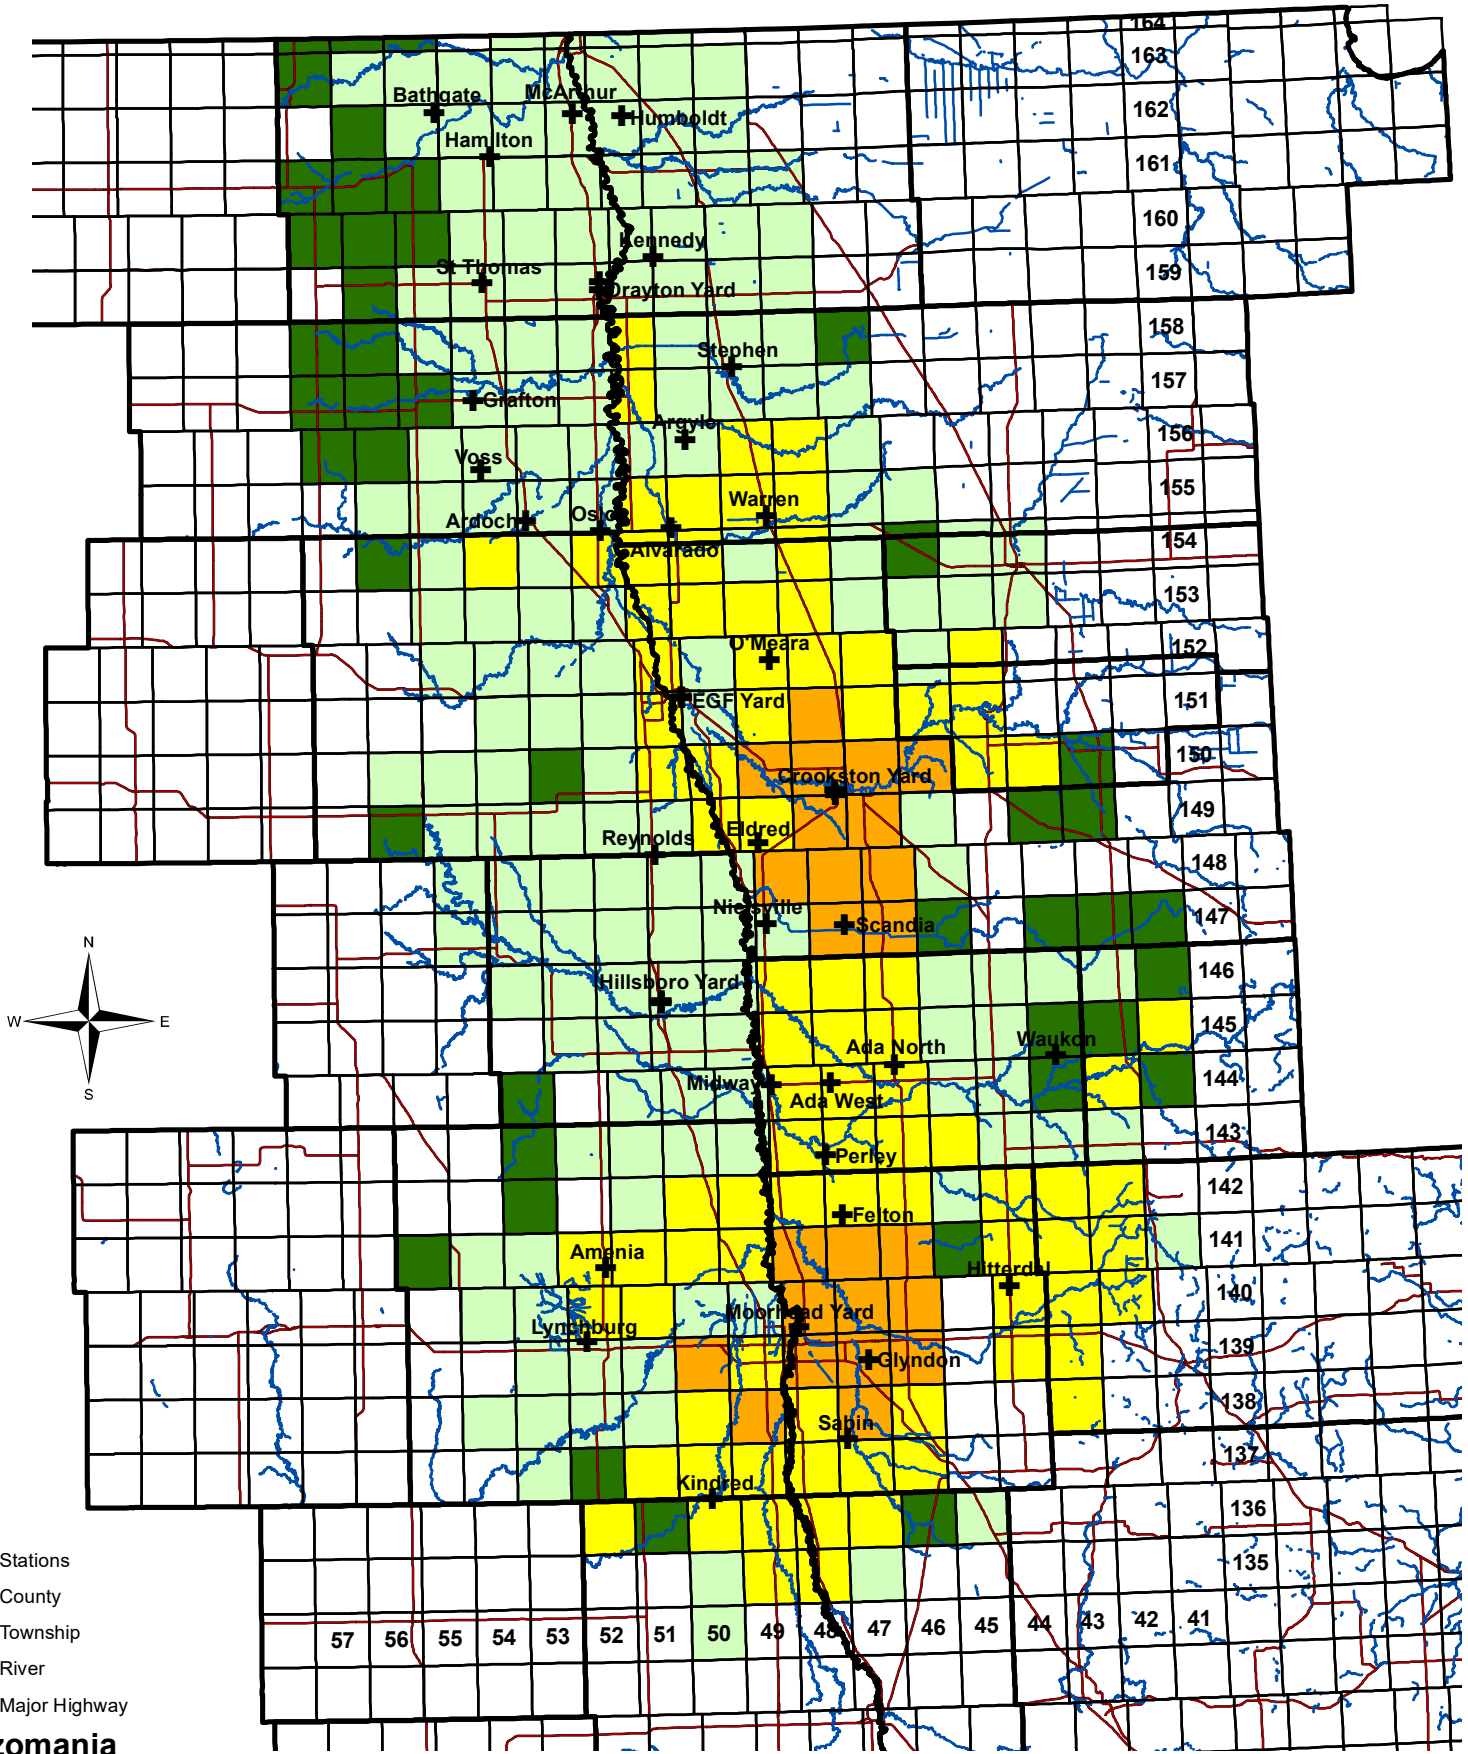 164
163
Bathgate
McArthur
162
Humboldt
Hamilton
161
160
Kennedy
St Thomas
159
Drayton Yard
158
Stephen
157
Grafton
Argyle
156
Voss
155
Warren
Ardoch
Oslo
154
Alvarado
153
O'Meara
152
EGF Yard
151
150
Crookston Yard
149
Eldred
Reynolds
148
Nielsville
147
Scandia
N
146
Hillsboro Yard
W
E
145
Waukon
Ada North
144
Midway
S
Ada West
143
Perley
142
Felton
141
Amenia
Hitterdal
140
Moorhead Yard
Lynchburg
139
Glyndon
138
Sabin
137
Kindred
136
Stations
135
County
Township
57 56 55 54 53 52 51 50 49 48 47 46 45 44 43 42 41
River
Major Highway
zomania